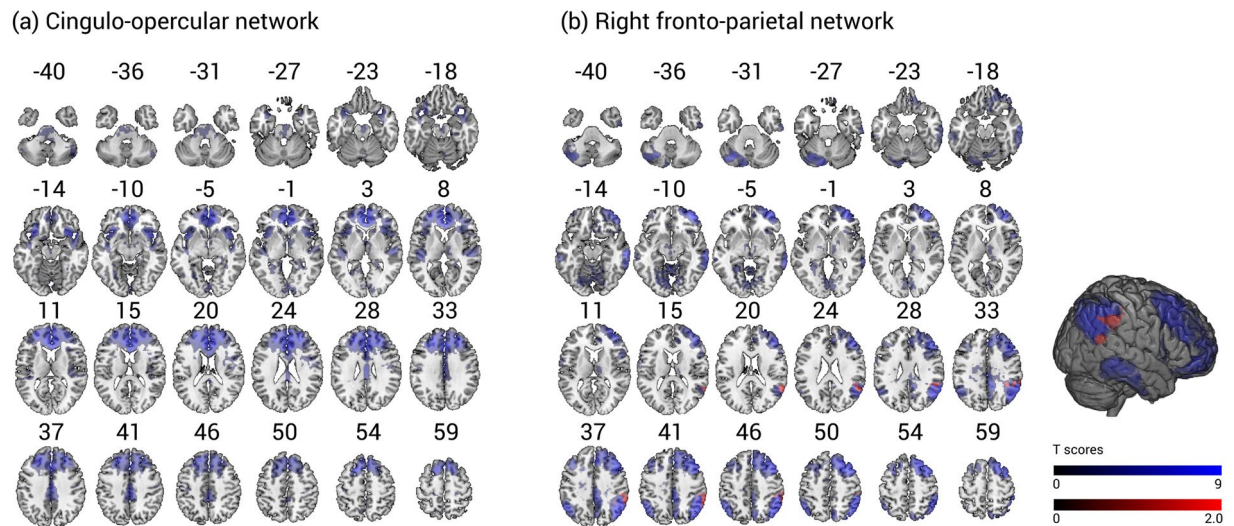 (a) Cingulo-opercular network
-40 -36 -31 -27 -23 -18
-14 -10 -5 -1 3 8
11 15 20 24 28 33
37 41 46 50 54 59
(b) Right fronto-parietal network
-40 -36 -31 -27 -23 -18
-14 -10 -5 -1 3 8
11 15 20 24 28 33
37 41 46 50 54 59
T scores
0 9
0 2.0